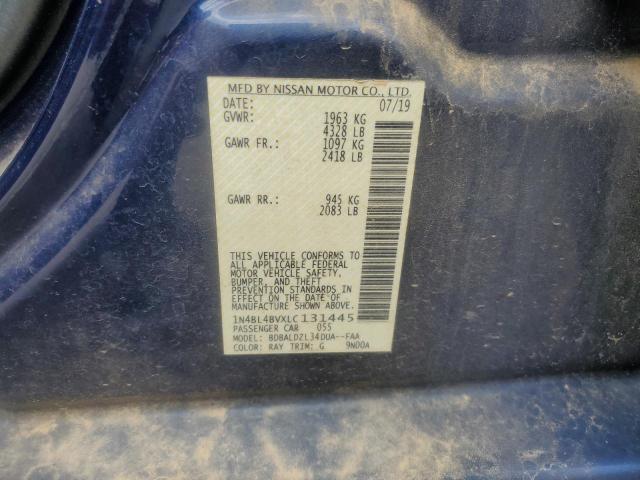 MFD BY NISSAN MOTOR CO., LTD.
DATE: 07/19
GVWR: 1963 KG
4328 LB
GAWR FR.: 1097 KG
2418 LB
GAWR RR.: 945 KG
2083 LB
THIS VEHICLE CONFORMS TO
ALL APPLICABLE FEDERAL
MOTOR VEHICLE SAFETY,
BUMPER, AND THEFT
PREVENTION STANDARDS IN
EFFECT ON THE DATE OF
MANUFACTURE SHOWN ABOVE.
1N4BL4BVXLC131445
PASSENGER CAR 055
MODEL: BDBALDZL34DUA--FAA
COLOR: RAY TRIM: G 9N00A